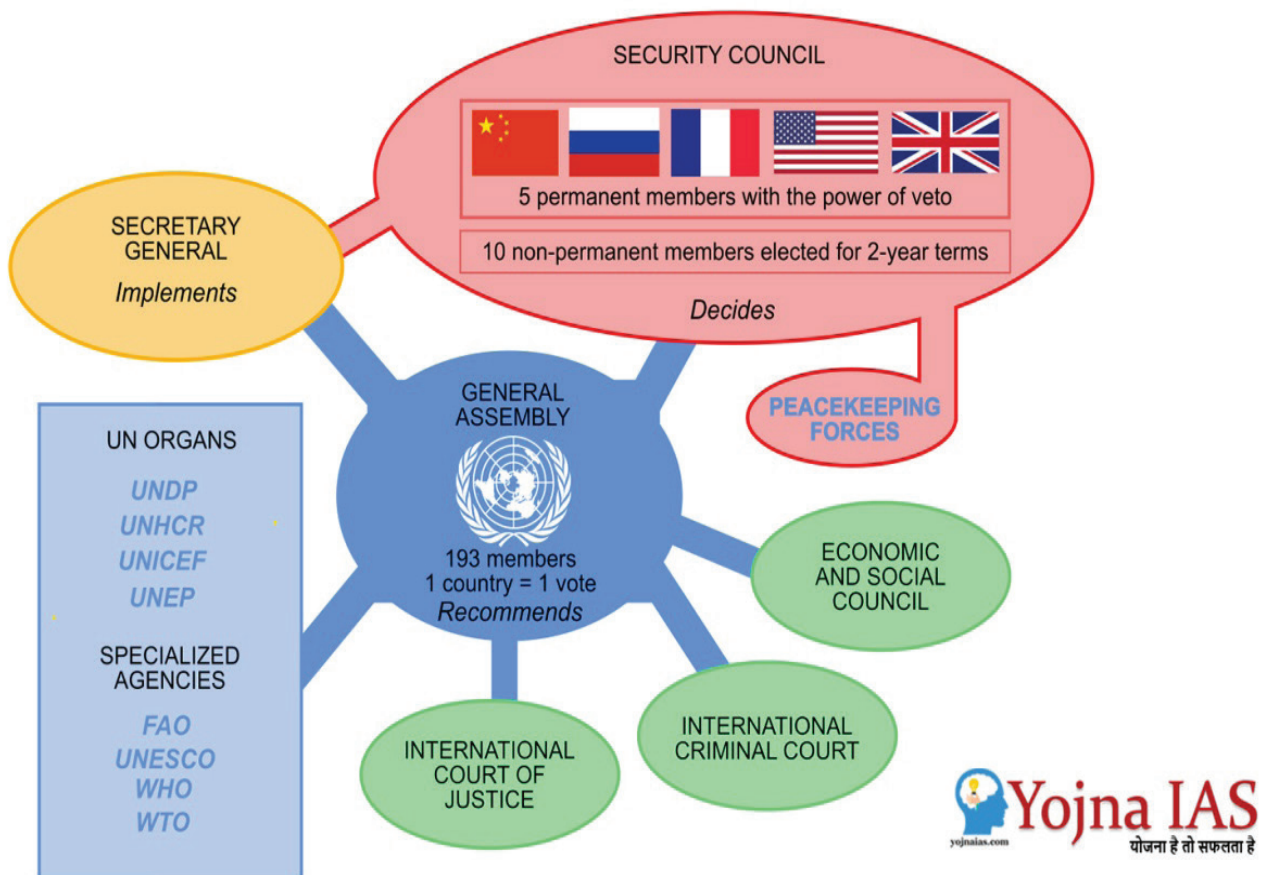 SECURITY COUNCIL
5 permanent members with the power of veto
10 non-permanent members elected for 2-year terms
Decides
SECRETARY
GENERAL
Implements
PEACEKEEPING
FORCES
GENERAL
ASSEMBLY
193 members
1 country = 1 vote
Recommends
UN ORGANS
UNDP
UNHCR
UNICEF
UNEP
SPECIALIZED
AGENCIES
FAO
UNESCO
WHO
WTO
ECONOMIC
AND SOCIAL
COUNCIL
INTERNATIONAL
CRIMINAL COURT
INTERNATIONAL
COURT OF
JUSTICE
Yojna IAS
yojnaias.com
योजना है तो सफलता है